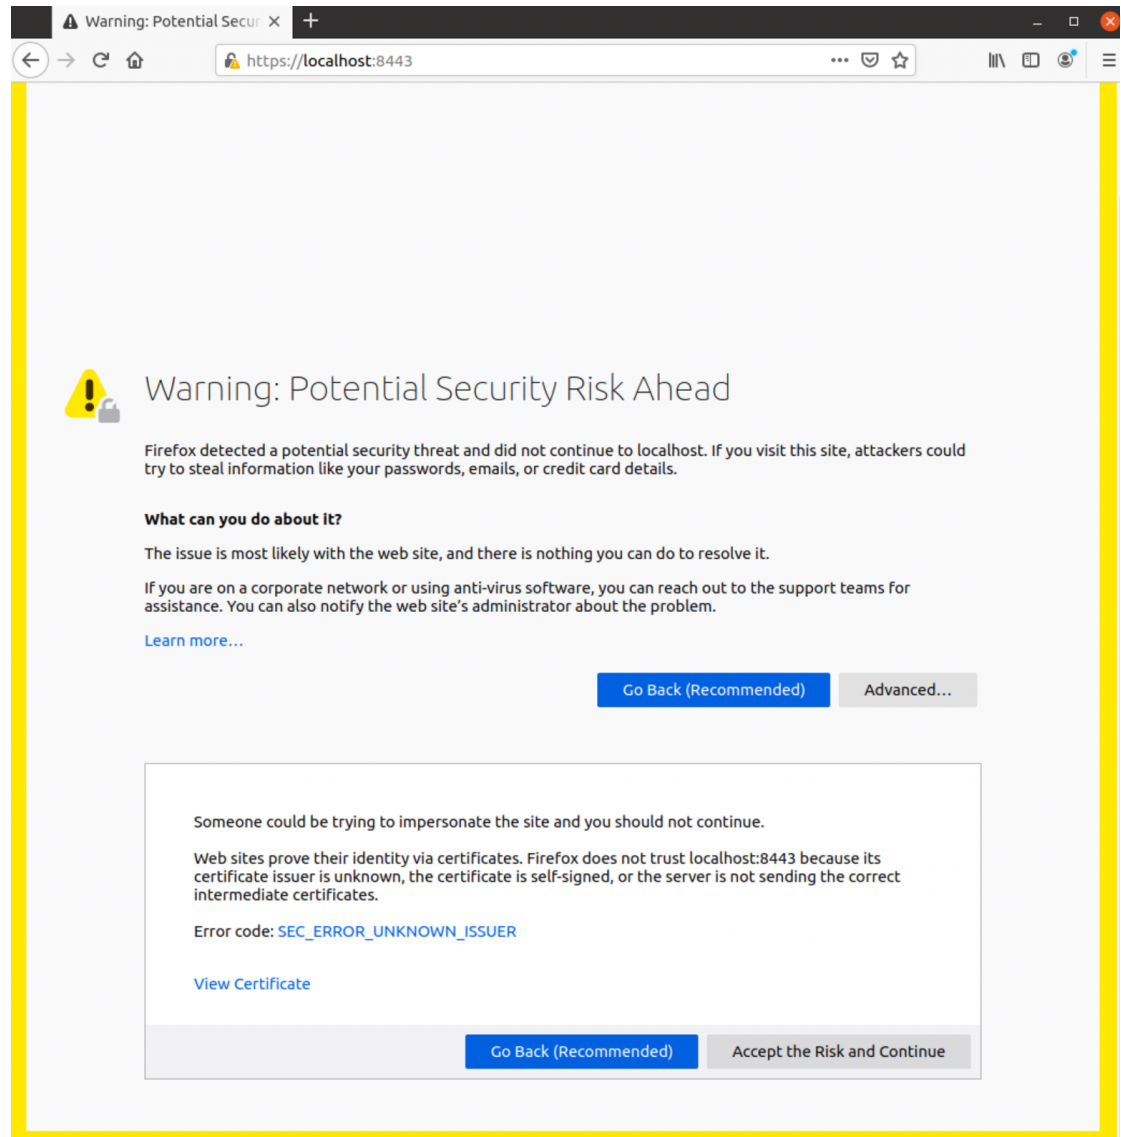 Warning: Potential Secur
https://localhost:8443
Warning: Potential Security Risk Ahead
Firefox detected a potential security threat and did not continue to localhost. If you visit this site, attackers could
try to steal information like your passwords, emails, or credit card details.
What can you do about it?
The issue is most likely with the web site, and there is nothing you can do to resolve it.
If you are on a corporate network or using anti-virus software, you can reach out to the support teams for
assistance. You can also notify the web site’s administrator about the problem.
Learn more…
Go Back (Recommended) Advanced…
Someone could be trying to impersonate the site and you should not continue.
Web sites prove their identity via certificates. Firefox does not trust localhost:8443 because its
certificate issuer is unknown, the certificate is self-signed, or the server is not sending the correct
intermediate certificates.
Error code: SEC_ERROR_UNKNOWN_ISSUER
View Certificate
Go Back (Recommended) Accept the Risk and Continue